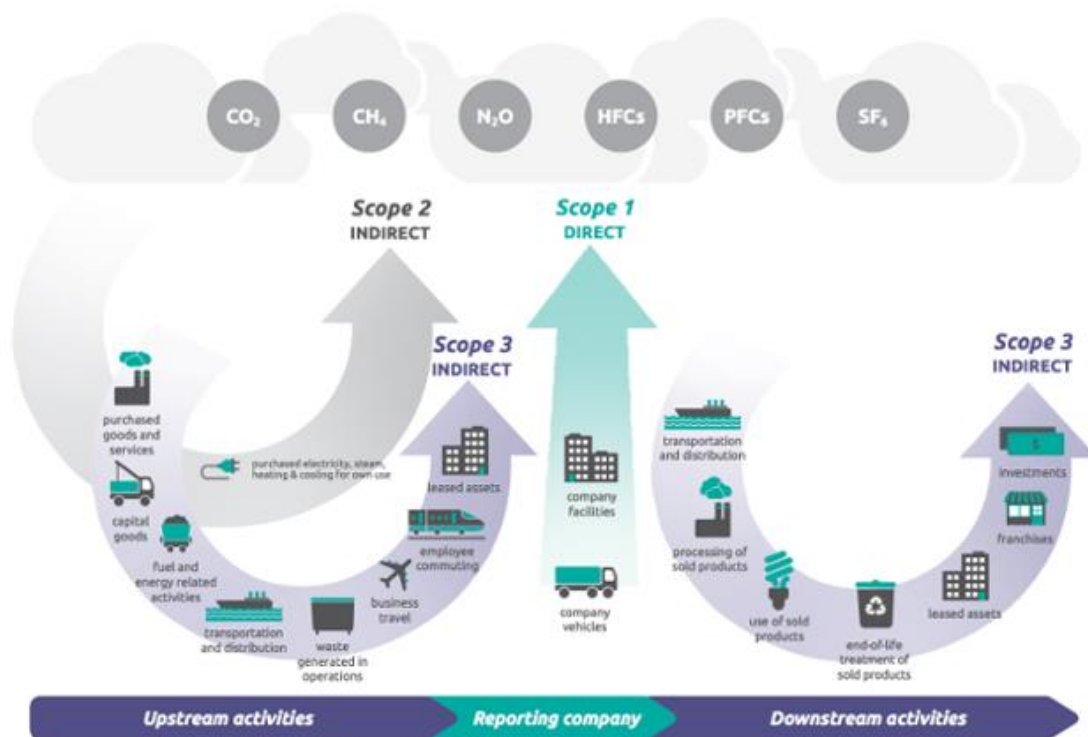 CO₂
CH₄
N₂O
HFCs
PFCs
SF₆
Scope 2
INDIRECT
Scope 1
DIRECT
Scope 3
INDIRECT
Scope 3
INDIRECT
purchased
goods and
services
capital
goods
fuel and
energy related
activities
purchased electricity, steam,
heating & cooling for own use
transportation
and distribution
waste
generated in
operations
business
travel
employee
commuting
leased assets
company
facilities
company
vehicles
transportation
and distribution
processing of
sold products
use of sold
products
end-of-life
treatment of
sold products
leased assets
franchises
investments
Upstream activities
Reporting company
Downstream activities